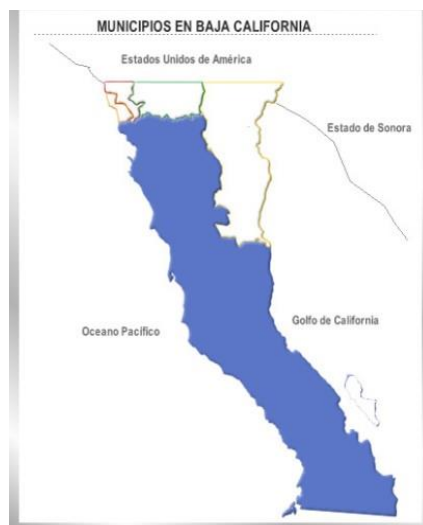 MUNICIPIOS EN BAJA CALIFORNIA
Estados Unidos de América
Estado de Sonora
Oceano Pacífico
Golfo de California